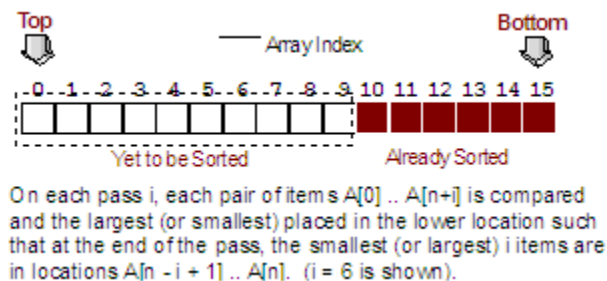 Top Bottom
Array Index
0 1 2 3 4 5 6 7 8 9 10 11 12 13 14 15
Yet to be Sorted Already Sorted
On each pass i, each pair of items A[0] .. A[n+i] is compared
and the largest (or smallest) placed in the lower location such
that at the end of the pass, the smallest (or largest) i items are
in locations A[n - i + 1] .. A[n]. (i = 6 is shown).